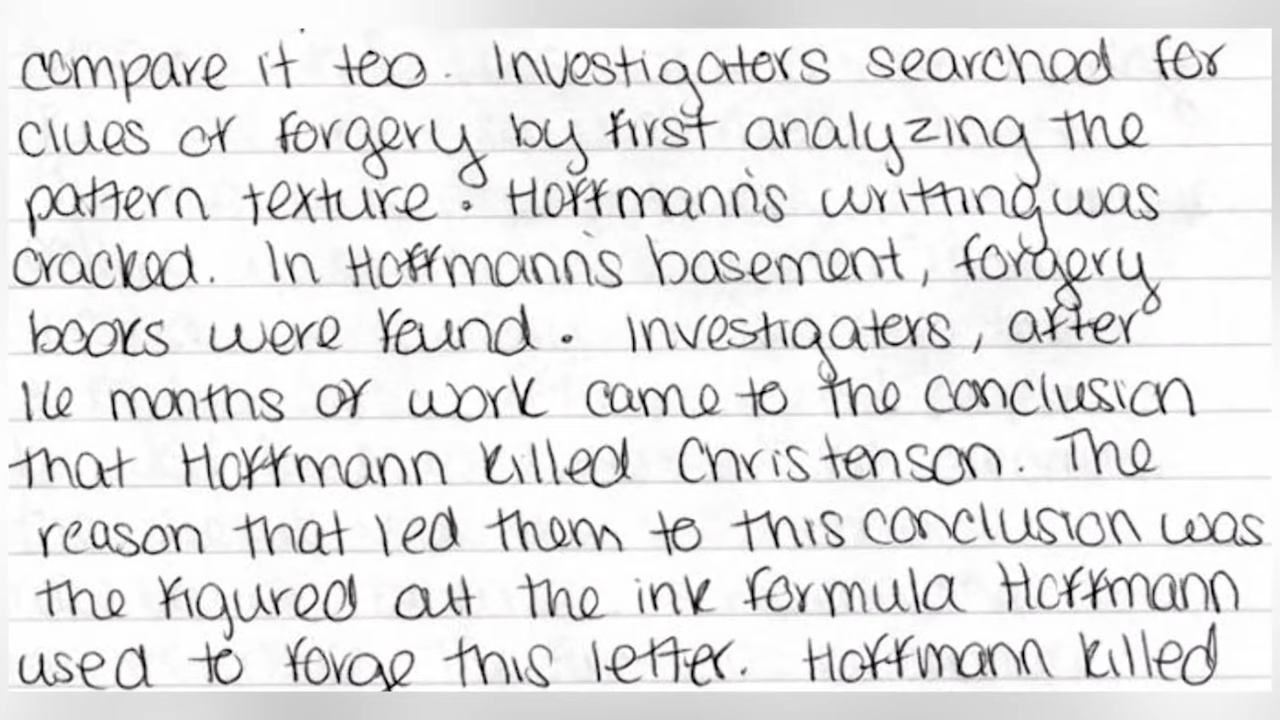 compare it too. Investigaters searched for
clues of forgery by first analyzing the
pattern texture. Hoffmann's writting was
cracked. In Hoffmann's basement, forgery
books were found. Investigaters, after
16 months of work came to the conclusion
that Hoffmann killed Christenson. The
reason that led them to this conclusion was
the figured out the ink formula Hoffmann
used to forge this letter. Hoffmann killed